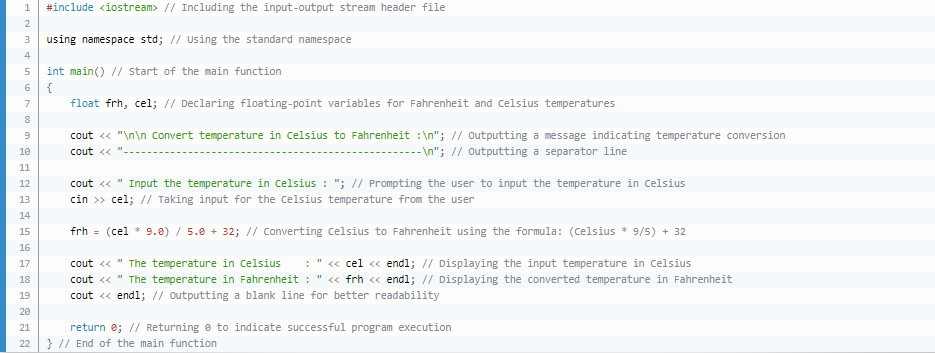 1 #include <iostream> // Including the input-output stream header file
2
3 using namespace std; // Using the standard namespace
4
5 int main() // Start of the main function
6 {
7     float frh, cel; // Declaring floating-point variables for Fahrenheit and Celsius temperatures
8
9     cout << "\n\n Convert temperature in Celsius to Fahrenheit :\n"; // Outputting a message indicating temperature conversion
10     cout << "---------------------------------------------------\n"; // Outputting a separator line
11
12     cout << " Input the temperature in Celsius : "; // Prompting the user to input the temperature in Celsius
13     cin >> cel; // Taking input for the Celsius temperature from the user
14
15     frh = (cel * 9.0) / 5.0 + 32; // Converting Celsius to Fahrenheit using the formula: (Celsius * 9/5) + 32
16
17     cout << " The temperature in Celsius    : " << cel << endl; // Displaying the input temperature in Celsius
18     cout << " The temperature in Fahrenheit : " << frh << endl; // Displaying the converted temperature in Fahrenheit
19     cout << endl; // Outputting a blank line for better readability
20
21     return 0; // Returning 0 to indicate successful program execution
22 } // End of the main function